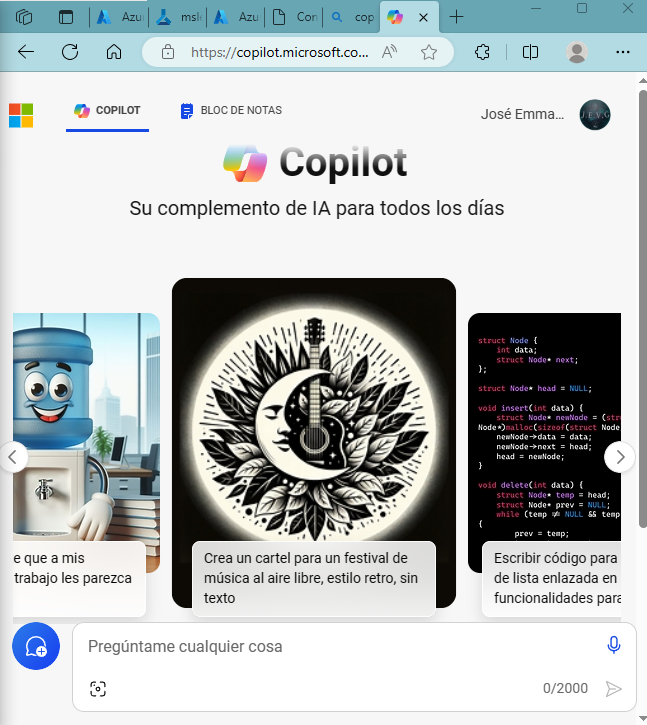 Azu
msl
Azu
Con
cop
https://copilot.microsoft.co...
COPILOT
BLOC DE NOTAS
José Emma...
J.E.V.G
Copilot
Su complemento de IA para todos los días
struct Node {
int data;
struct Node* next;
};
struct Node* head = NULL;
void insert(int data) {
struct Node* newNode = (str
Node*)malloc(sizeof(struct Node
newNode->data = data;
newNode->next = head;
head = newNode;
}
void delete(int data) {
struct Node* temp = head;
struct Node* prev = NULL;
while (temp != NULL && temp
{
prev = temp;
e que a mis
trabajo les parezca
Crea un cartel para un festival de
música al aire libre, estilo retro, sin
texto
Escribir código para
de lista enlazada en
funcionalidades para
Pregúntame cualquier cosa
0/2000